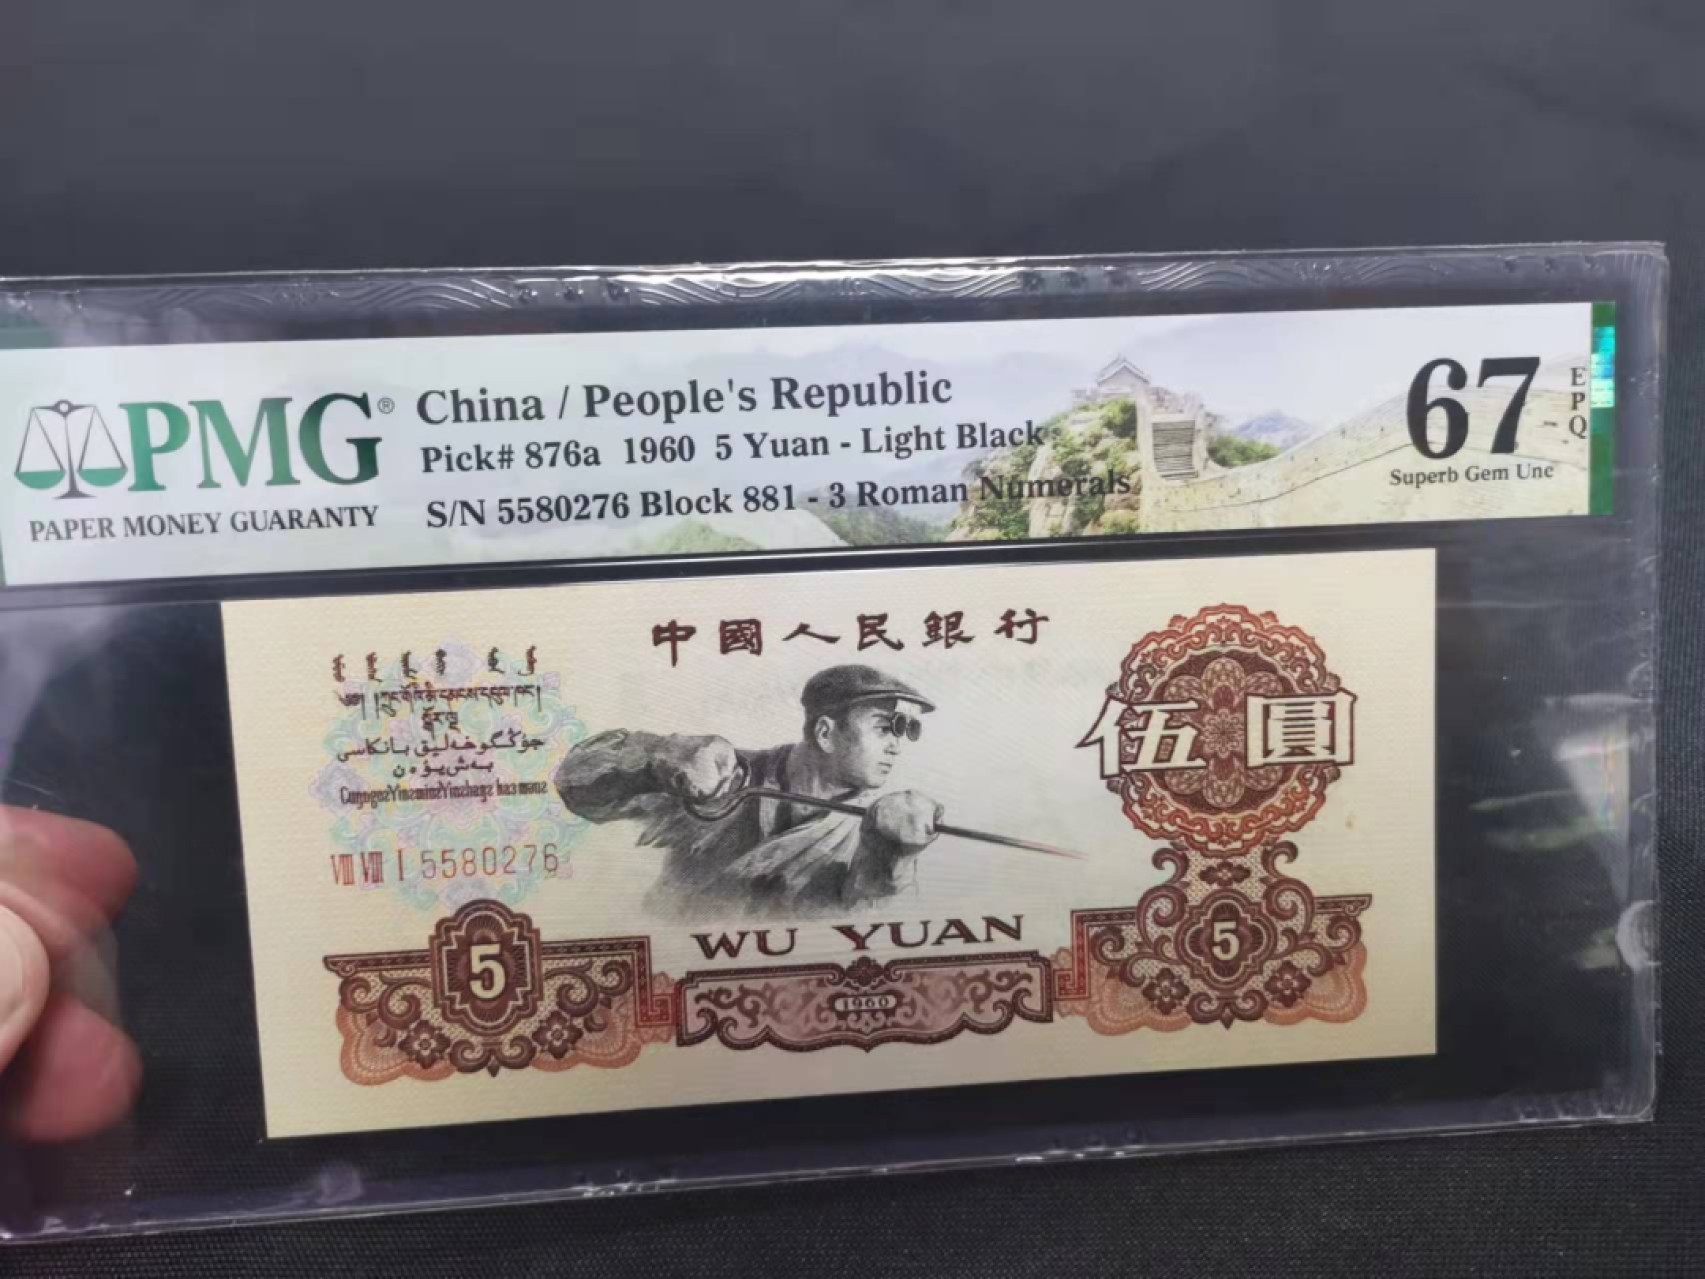 PMG®
PAPER MONEY GUARANTY
China / People's Republic
Pick# 876a 1960 5 Yuan - Light Black
S/N 5580276 Block 881 - 3 Roman Numerals
67
EPQ
Superb Gem Unc
中國人民銀行
伍圓
VIII VIII I 5580276
5
WU YUAN
1960
5